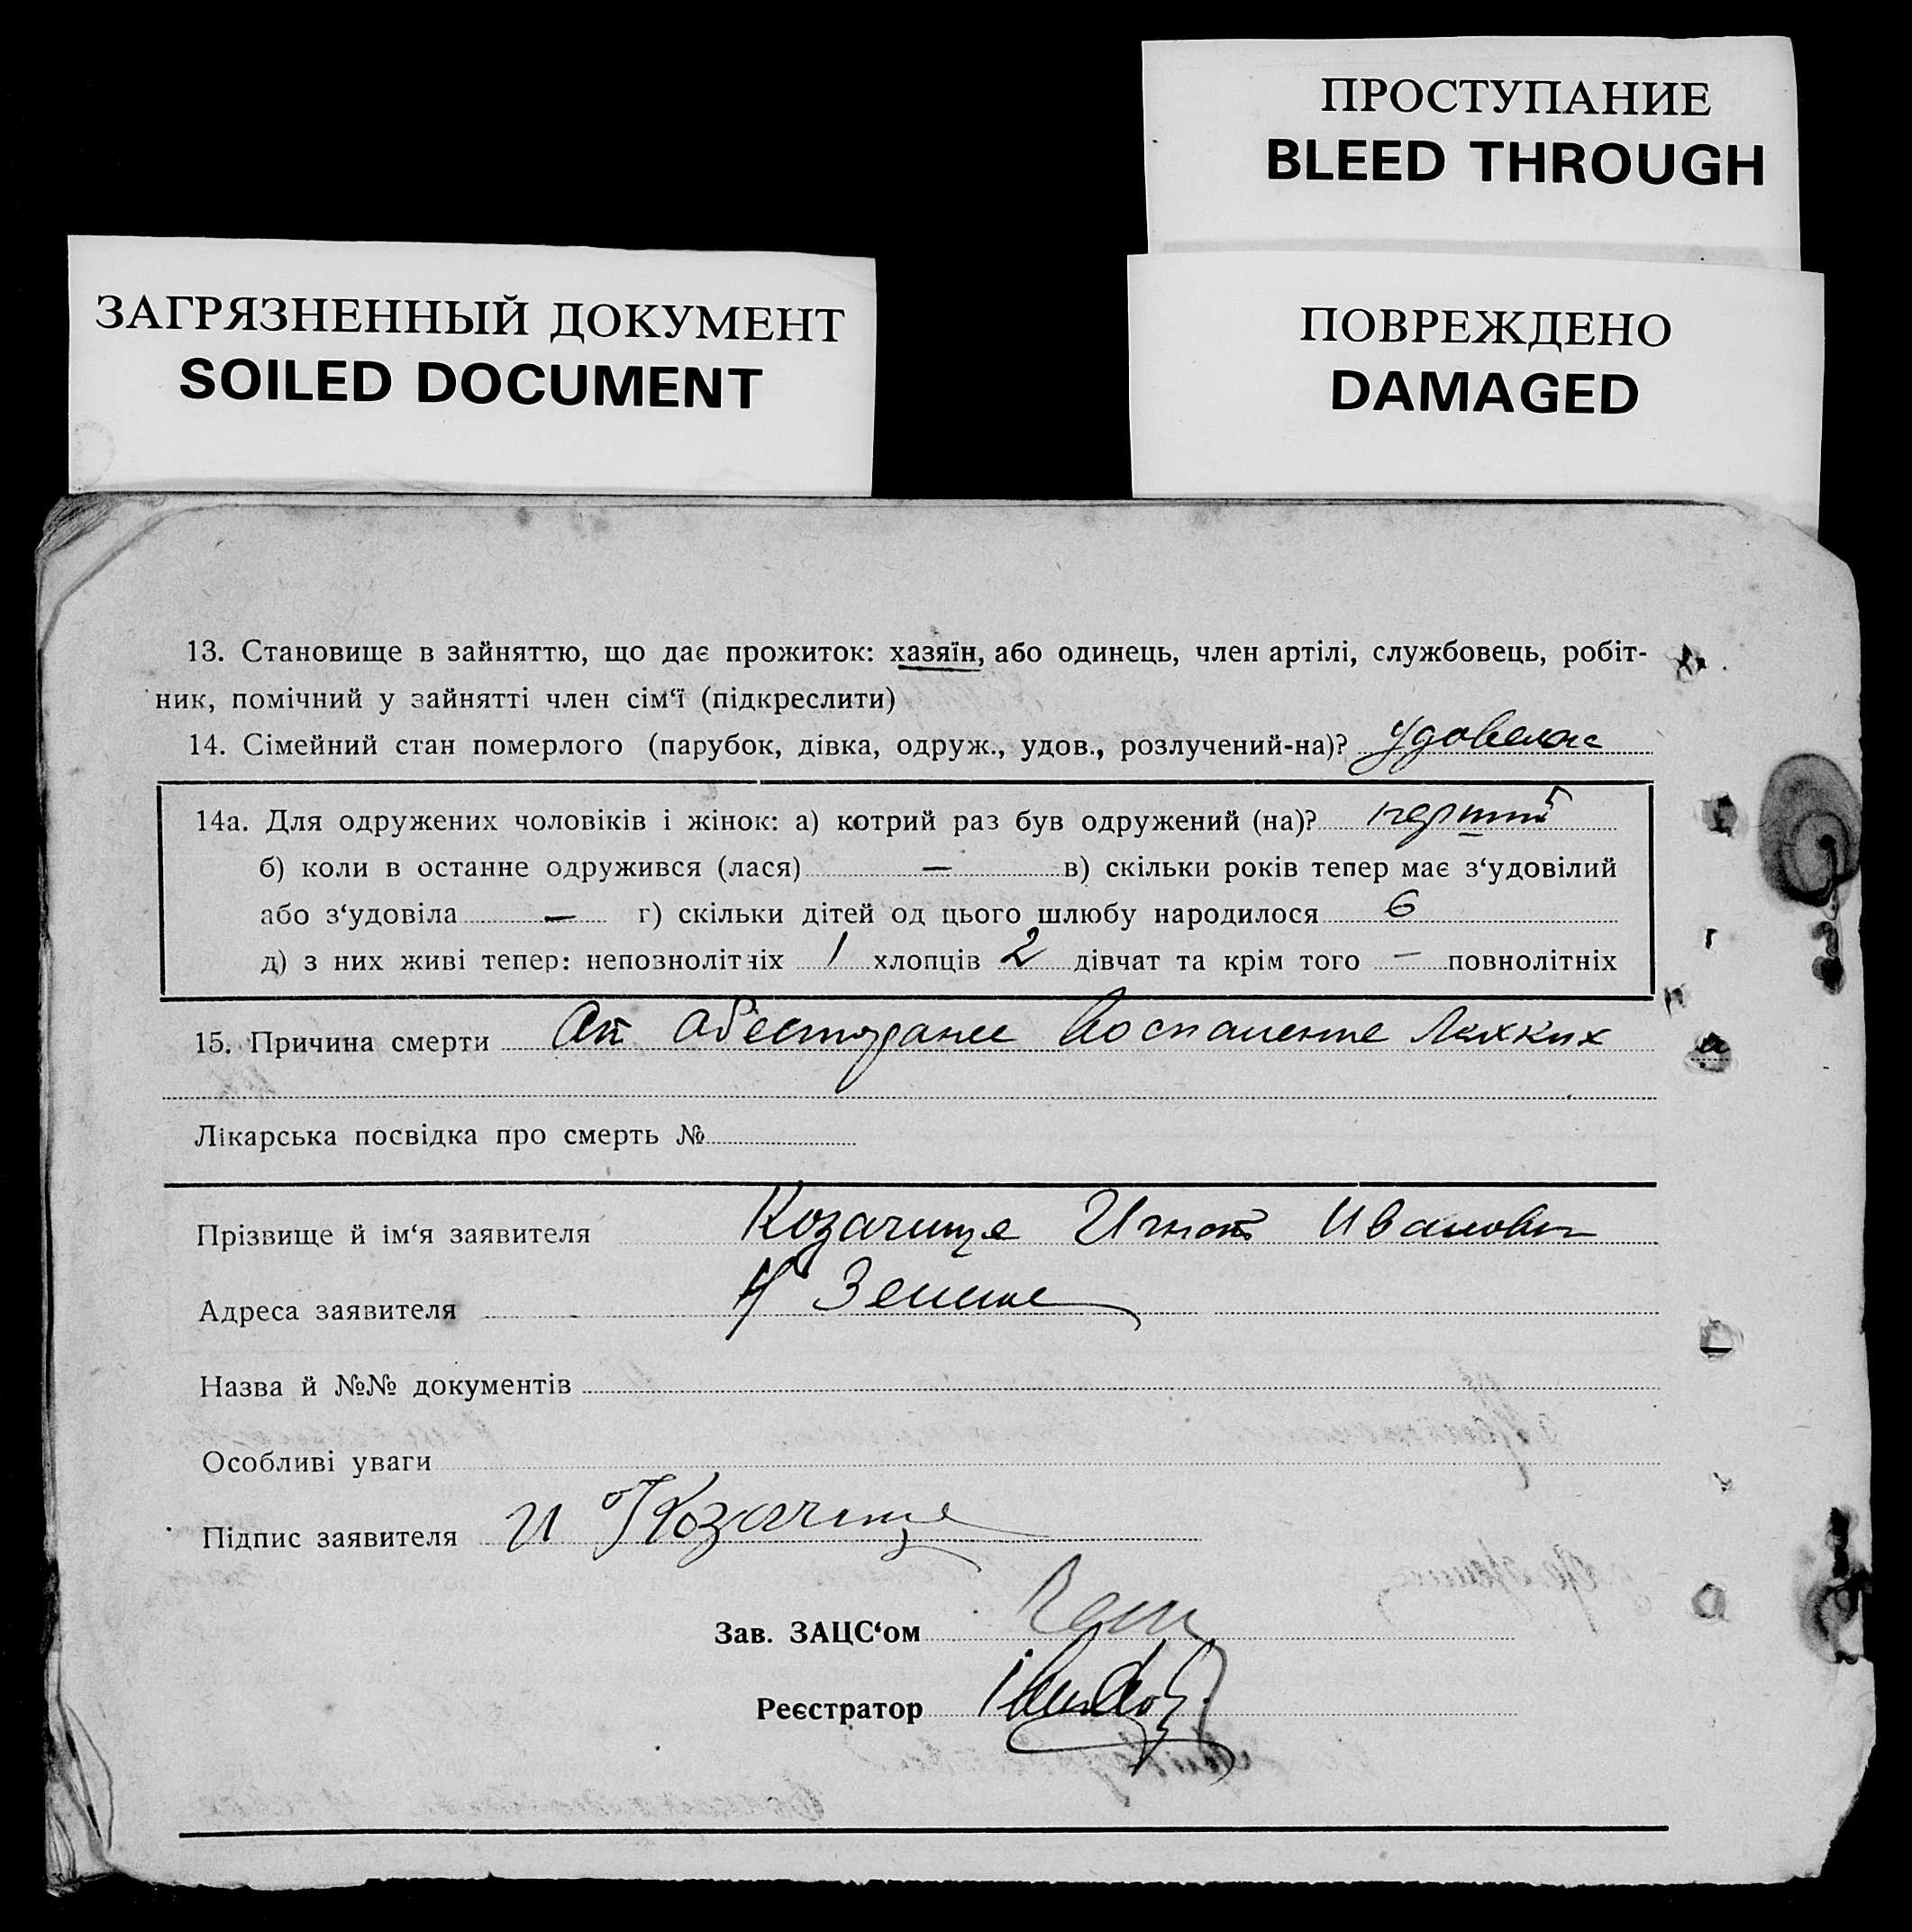 ПРОСТУПАНИЕ
BLEED THROUGH
ЗАГРЯЗНЕННЫЙ ДОКУМЕНТ
SOILED DOCUMENT
ПОВРЕЖДЕНО
DAMAGED
13. Становище в зайняттю, що дає прожиток: хазяїн, або одинець, член артілі, службовець, робіт-
ник, помічний у зайнятті член сім‘ї (підкреслити)
14. Сімейний стан померлого (парубок, дівка, одруж., удов., розлучений-на)?
14а. Для одружених чоловіків і жінок: а) котрий раз був одружений (на)? перший
б) коли в останне одружився (лася) — в) скільки років тепер має з‘удовілий
або з‘удовіла — г) скільки дітей од цього шлюбу народилося 6
д) з них живі тепер: непознолітніх 1 хлопців 2 дівчат та крім того — повнолітніх
15. Причина смерти От Лихких
Лікарська посвідка про смерть №
Прізвище й ім‘я заявителя Козачище Игнат Иванович
Адреса заявителя
Назва й №№ документів
Особливі уваги
Підпис заявителя И Козачище
Зав. ЗАЦС‘ом
Реєстратор